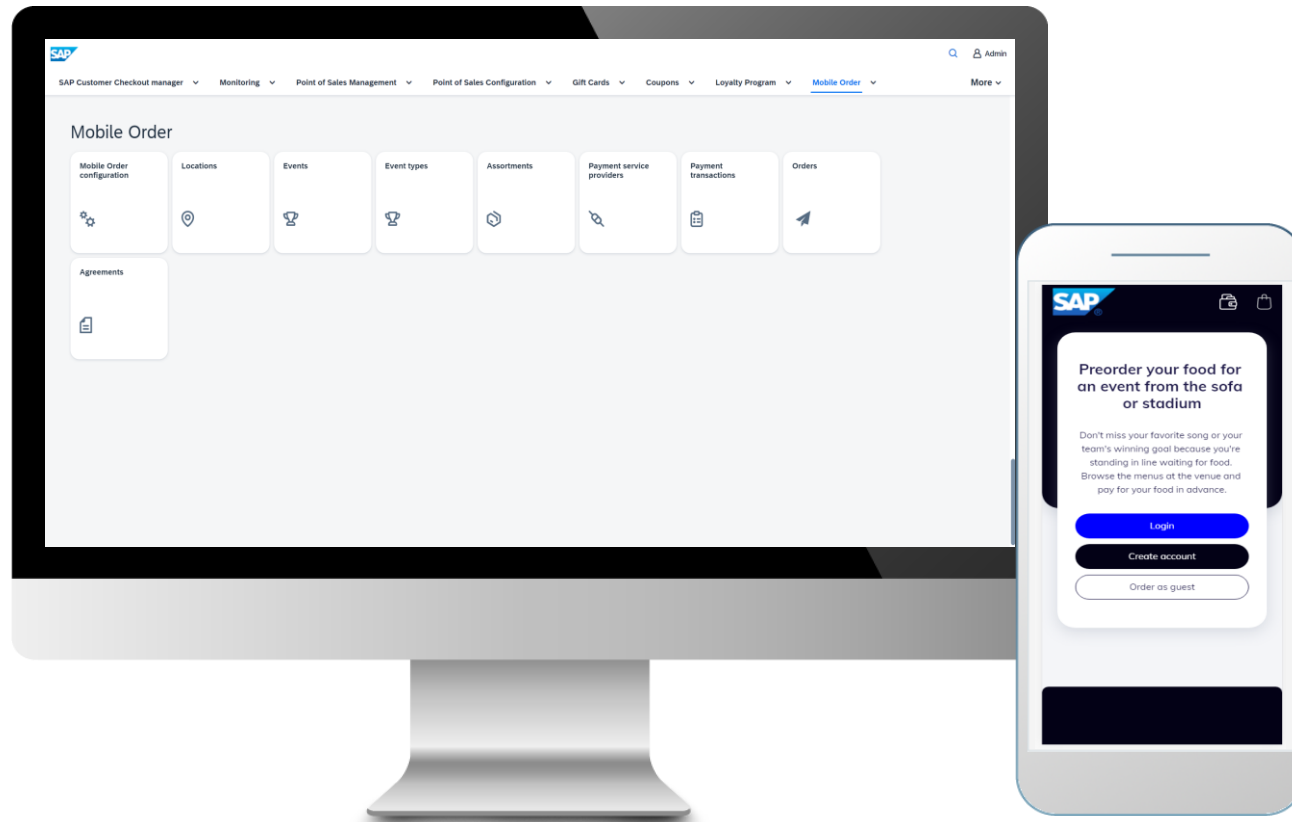 SAP
Admin
SAP Customer Checkout manager Monitoring Point of Sales Management Point of Sales Configuration Gift Cards Coupons Loyalty Program Mobile Order More
Mobile Order
Mobile Order
configuration
Locations
Events
Event types
Assortments
Payment service
providers
Payment
transactions
Orders
Agreements
SAP®
Preorder your food for
an event from the sofa
or stadium
Don't miss your favorite song or your
team's winning goal because you're
standing in line waiting for food.
Browse the menus at the venue and
pay for your food in advance.
Login
Create account
Order as guest